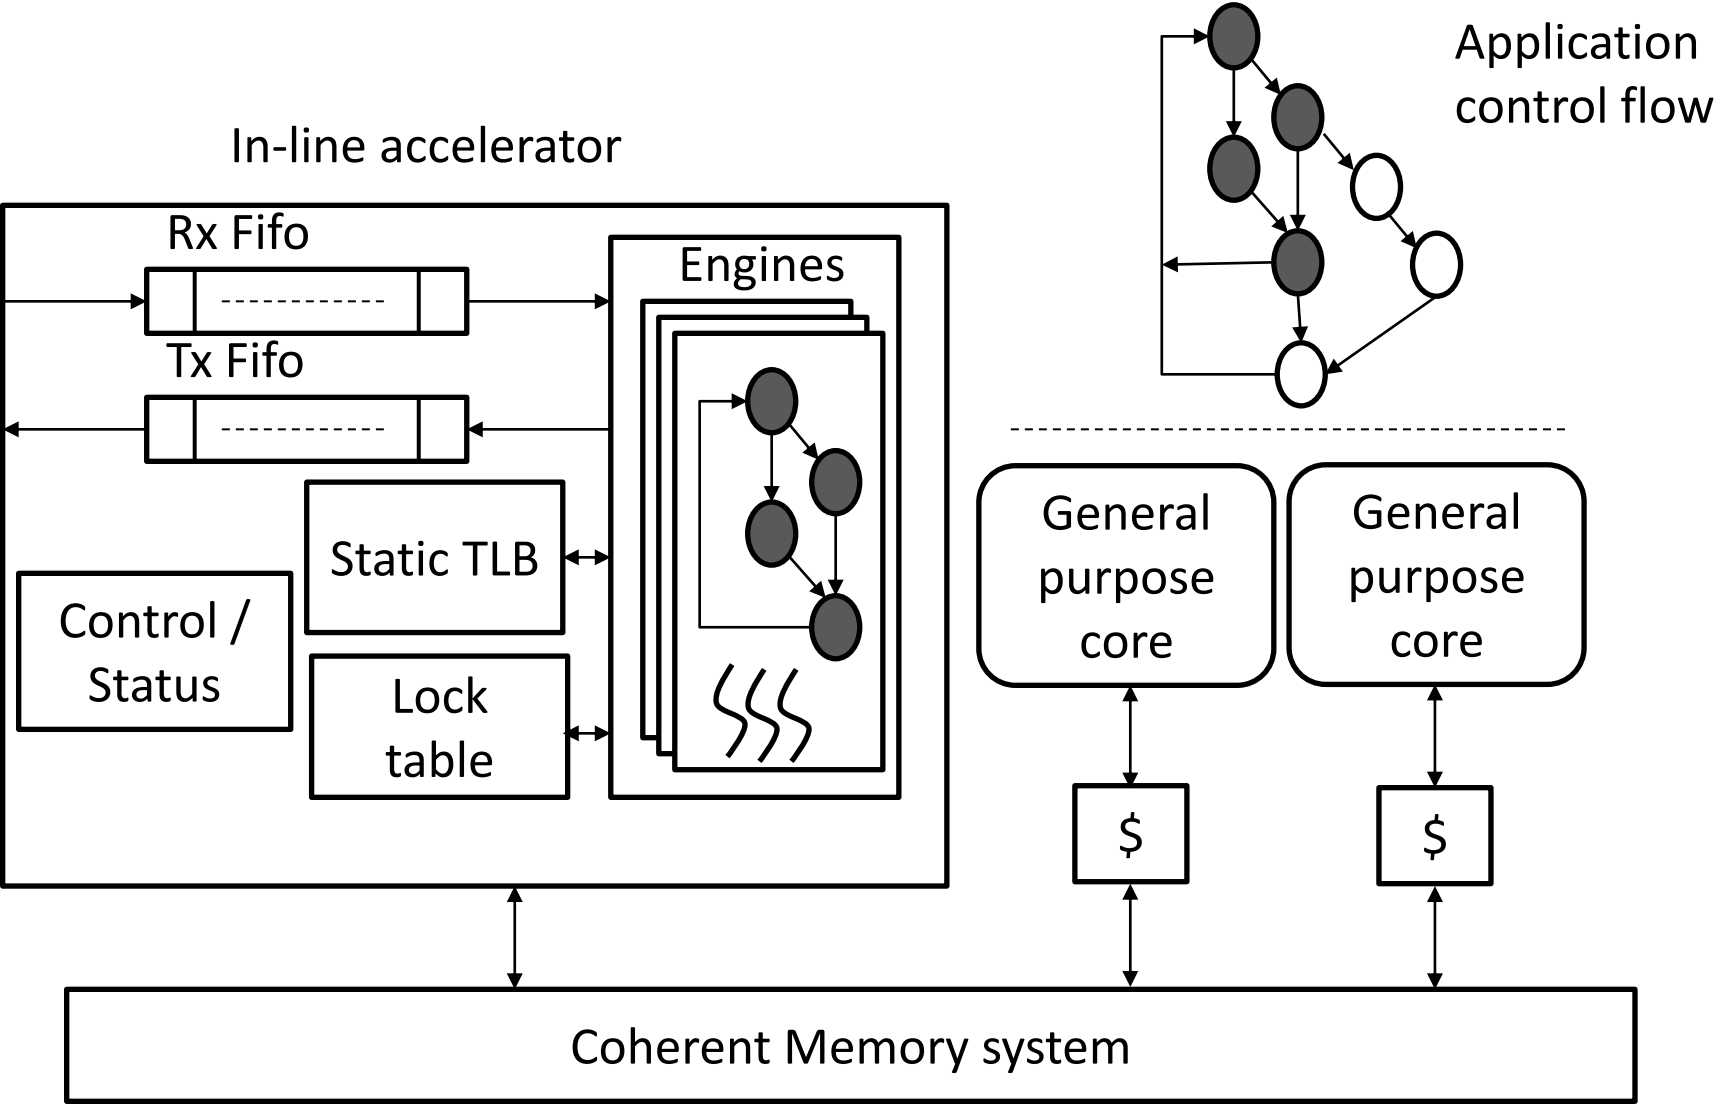 Application
control flow
In-line accelerator
Rx Fifo
Tx Fifo
Engines
Static TLB
Control /
Status
Lock
table
General
purpose
core
General
purpose
core
$
$
Coherent Memory system